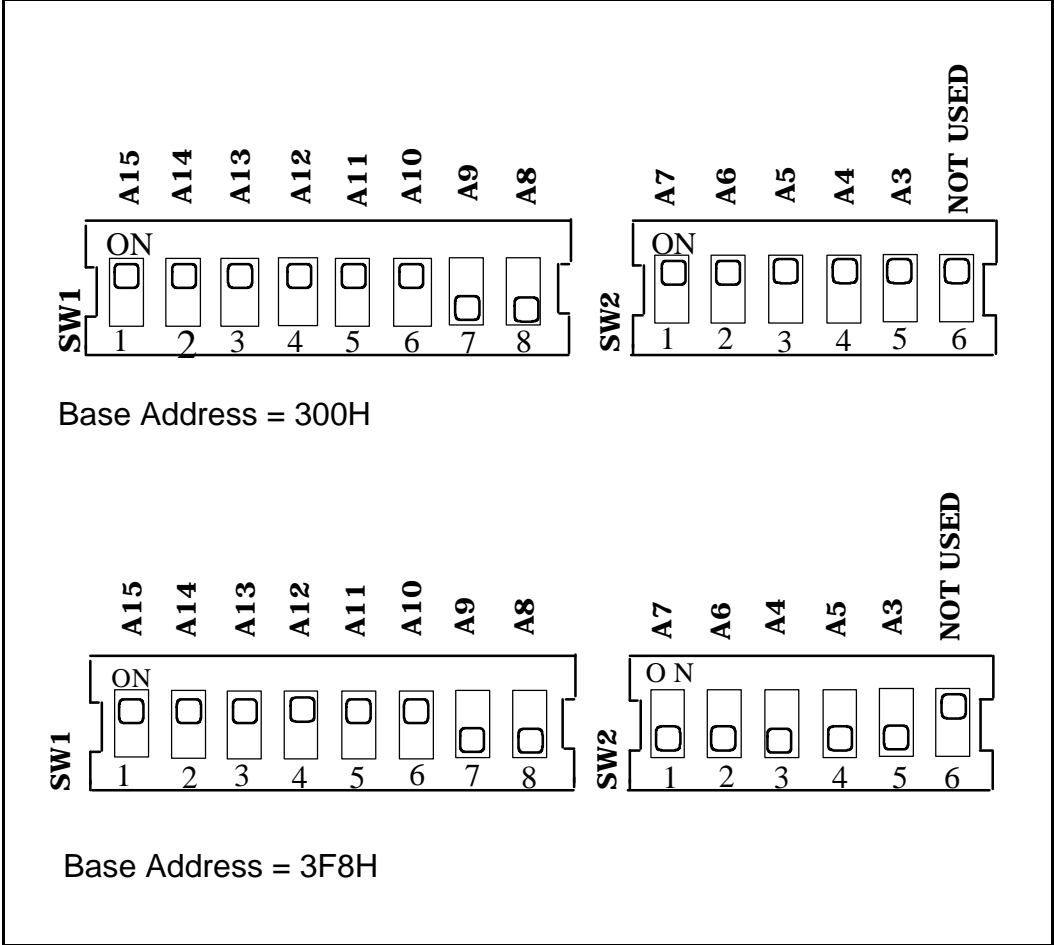 A15 A14 A13 A12 A11 A10 A9 A8 A7 A6 A5 A4 A3 NOT USED
ON ON
SW1 SW2
1 2 3 4 5 6 7 8 1 2 3 4 5 6
Base Address = 300H
A15 A14 A13 A12 A11 A10 A9 A8 A7 A6 A4 A5 A3 NOT USED
ON O N
SW1 SW2
1 2 3 4 5 6 7 8 1 2 3 4 5 6
Base Address = 3F8H